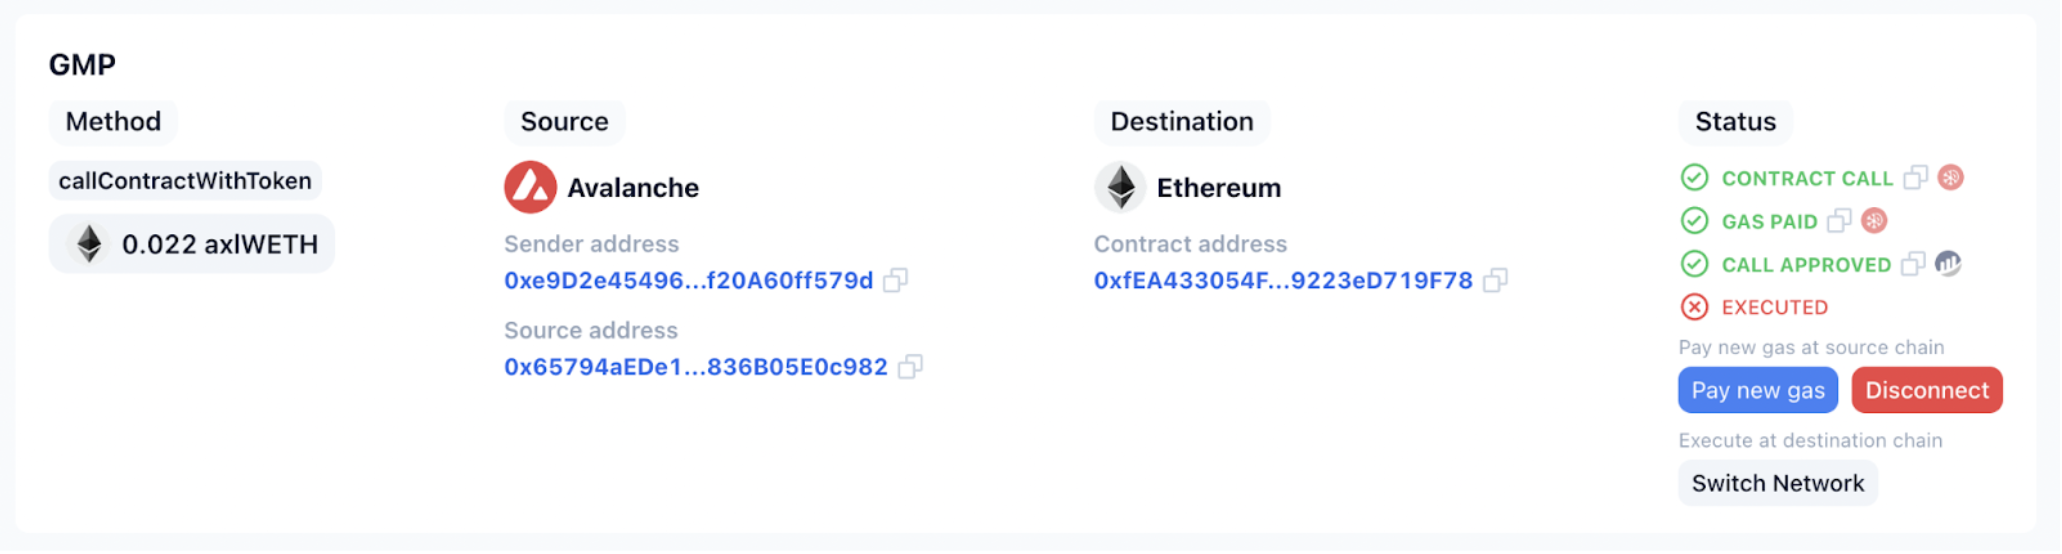 GMP
Method
callContractWithToken
0.022 axlWETH
Source
Avalanche
Sender address
0xe9D2e45496...f20A60ff579d
Source address
0x65794aEDe1...836B05E0c982
Destination
Ethereum
Contract address
0xfEA433054F...9223eD719F78
Status
CONTRACT CALL
GAS PAID
CALL APPROVED
EXECUTED
Pay new gas at source chain
Pay new gas Disconnect
Execute at destination chain
Switch Network